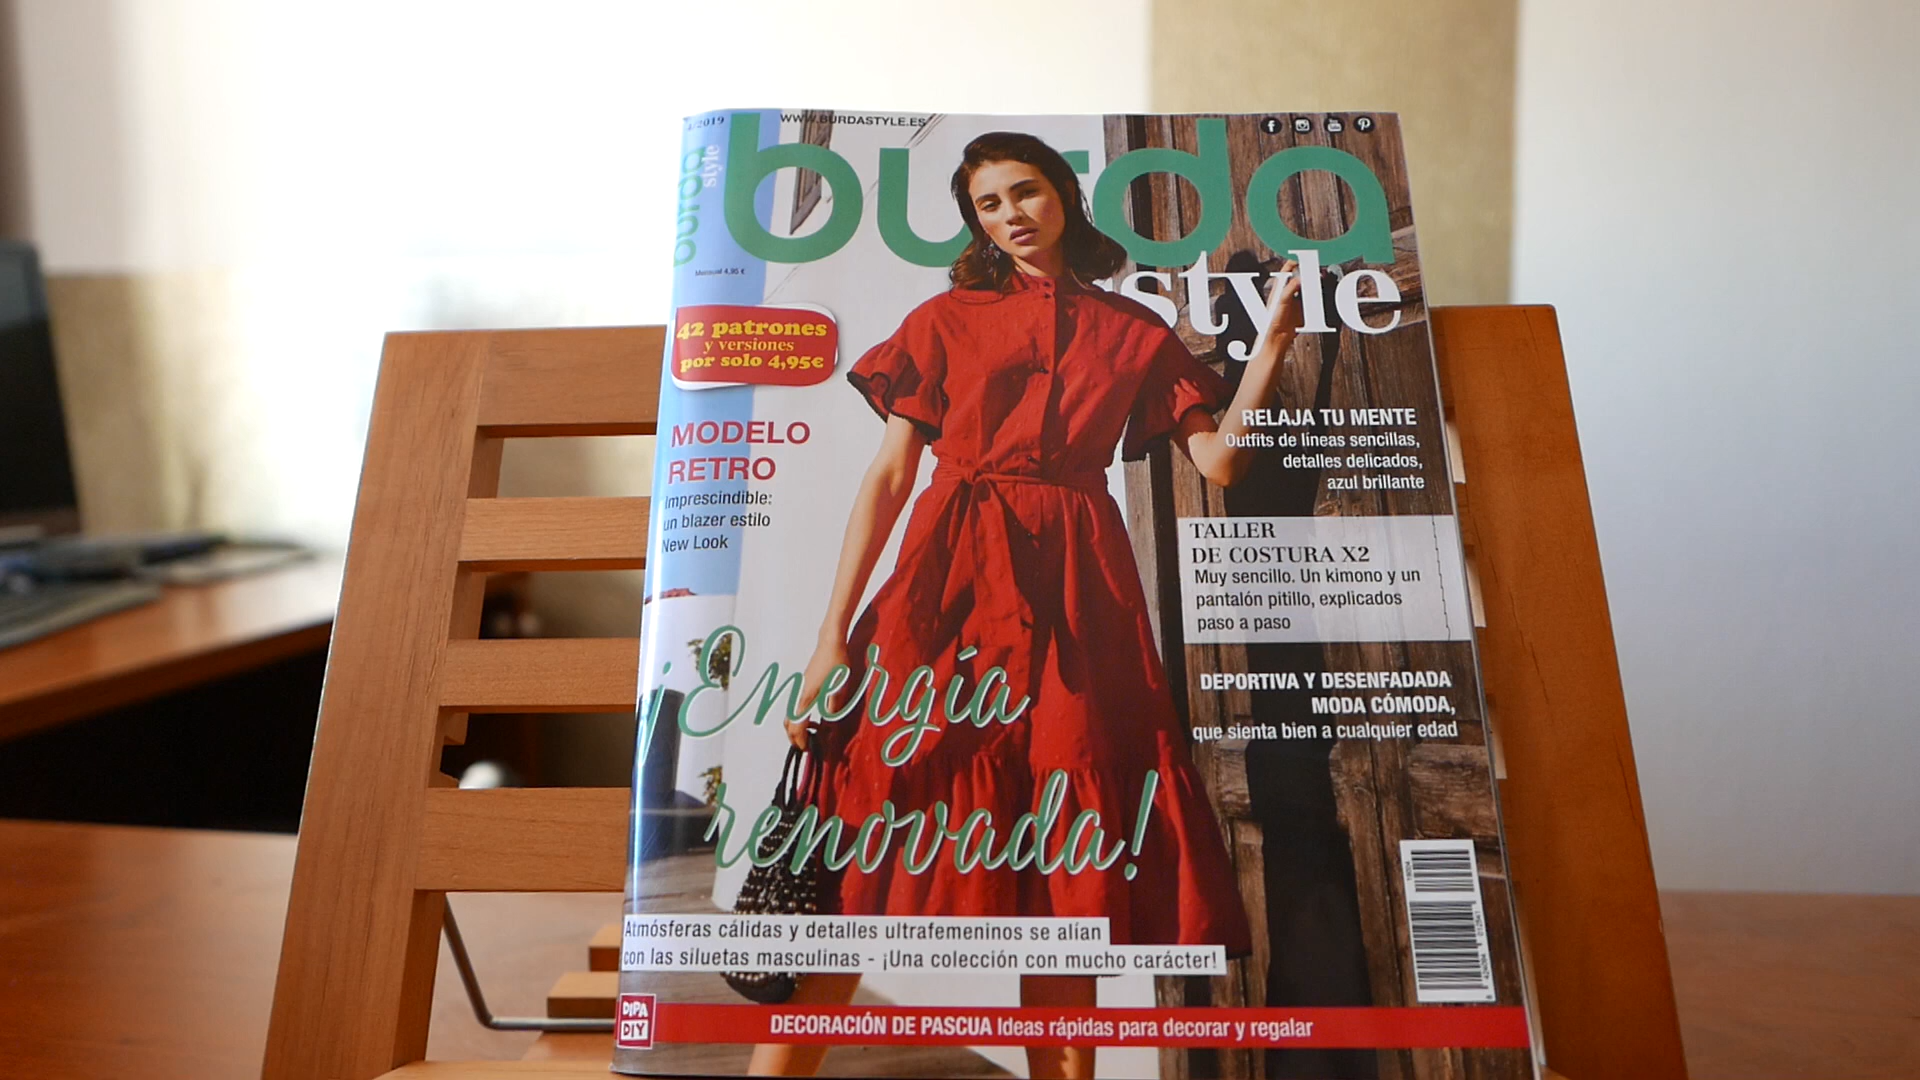 4/2019
WWW.BURDASTYLE.ES
burda
style
burda
style
Mensual 4,95 €
42 patrones
y versiones
por solo 4,95€
MODELO
RETRO
Imprescindible:
un blazer estilo
New Look
RELAJA TU MENTE
Outfits de líneas sencillas,
detalles delicados,
azul brillante
TALLER
DE COSTURA X2
Muy sencillo. Un kimono y un
pantalón pitillo, explicados
paso a paso
DEPORTIVA Y DESENFADADA
MODA CÓMODA,
que sienta bien a cualquier edad
¡Energía
renovada!
Atmósferas cálidas y detalles ultrafemeninos se alían
con las siluetas masculinas - ¡Una colección con mucho carácter!
DIPA
DIY
DECORACIÓN DE PASCUA Ideas rápidas para decorar y regalar